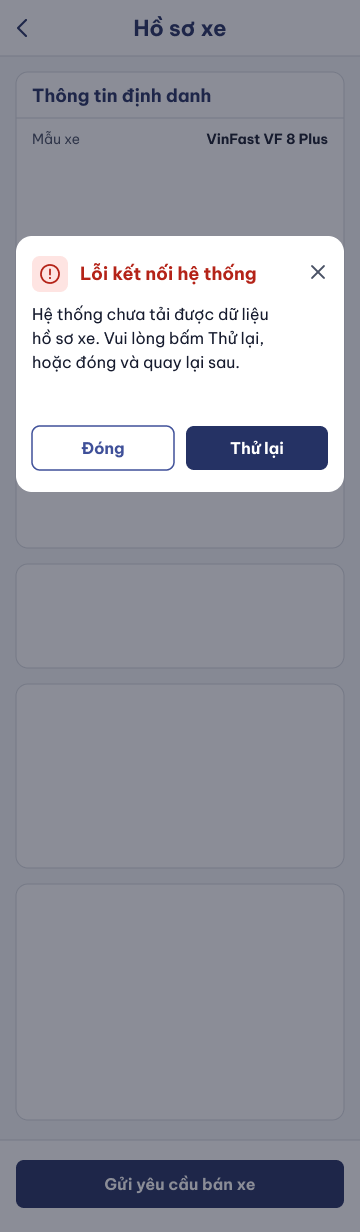 Hồ sơ xe
Thông tin định danh
Mẫu xe VinFast VF 8 Plus
Lỗi kết nối hệ thống
Hệ thống chưa tải được dữ liệu
hồ sơ xe. Vui lòng bấm Thử lại,
hoặc đóng và quay lại sau.
Đóng Thử lại
Gửi yêu cầu bán xe